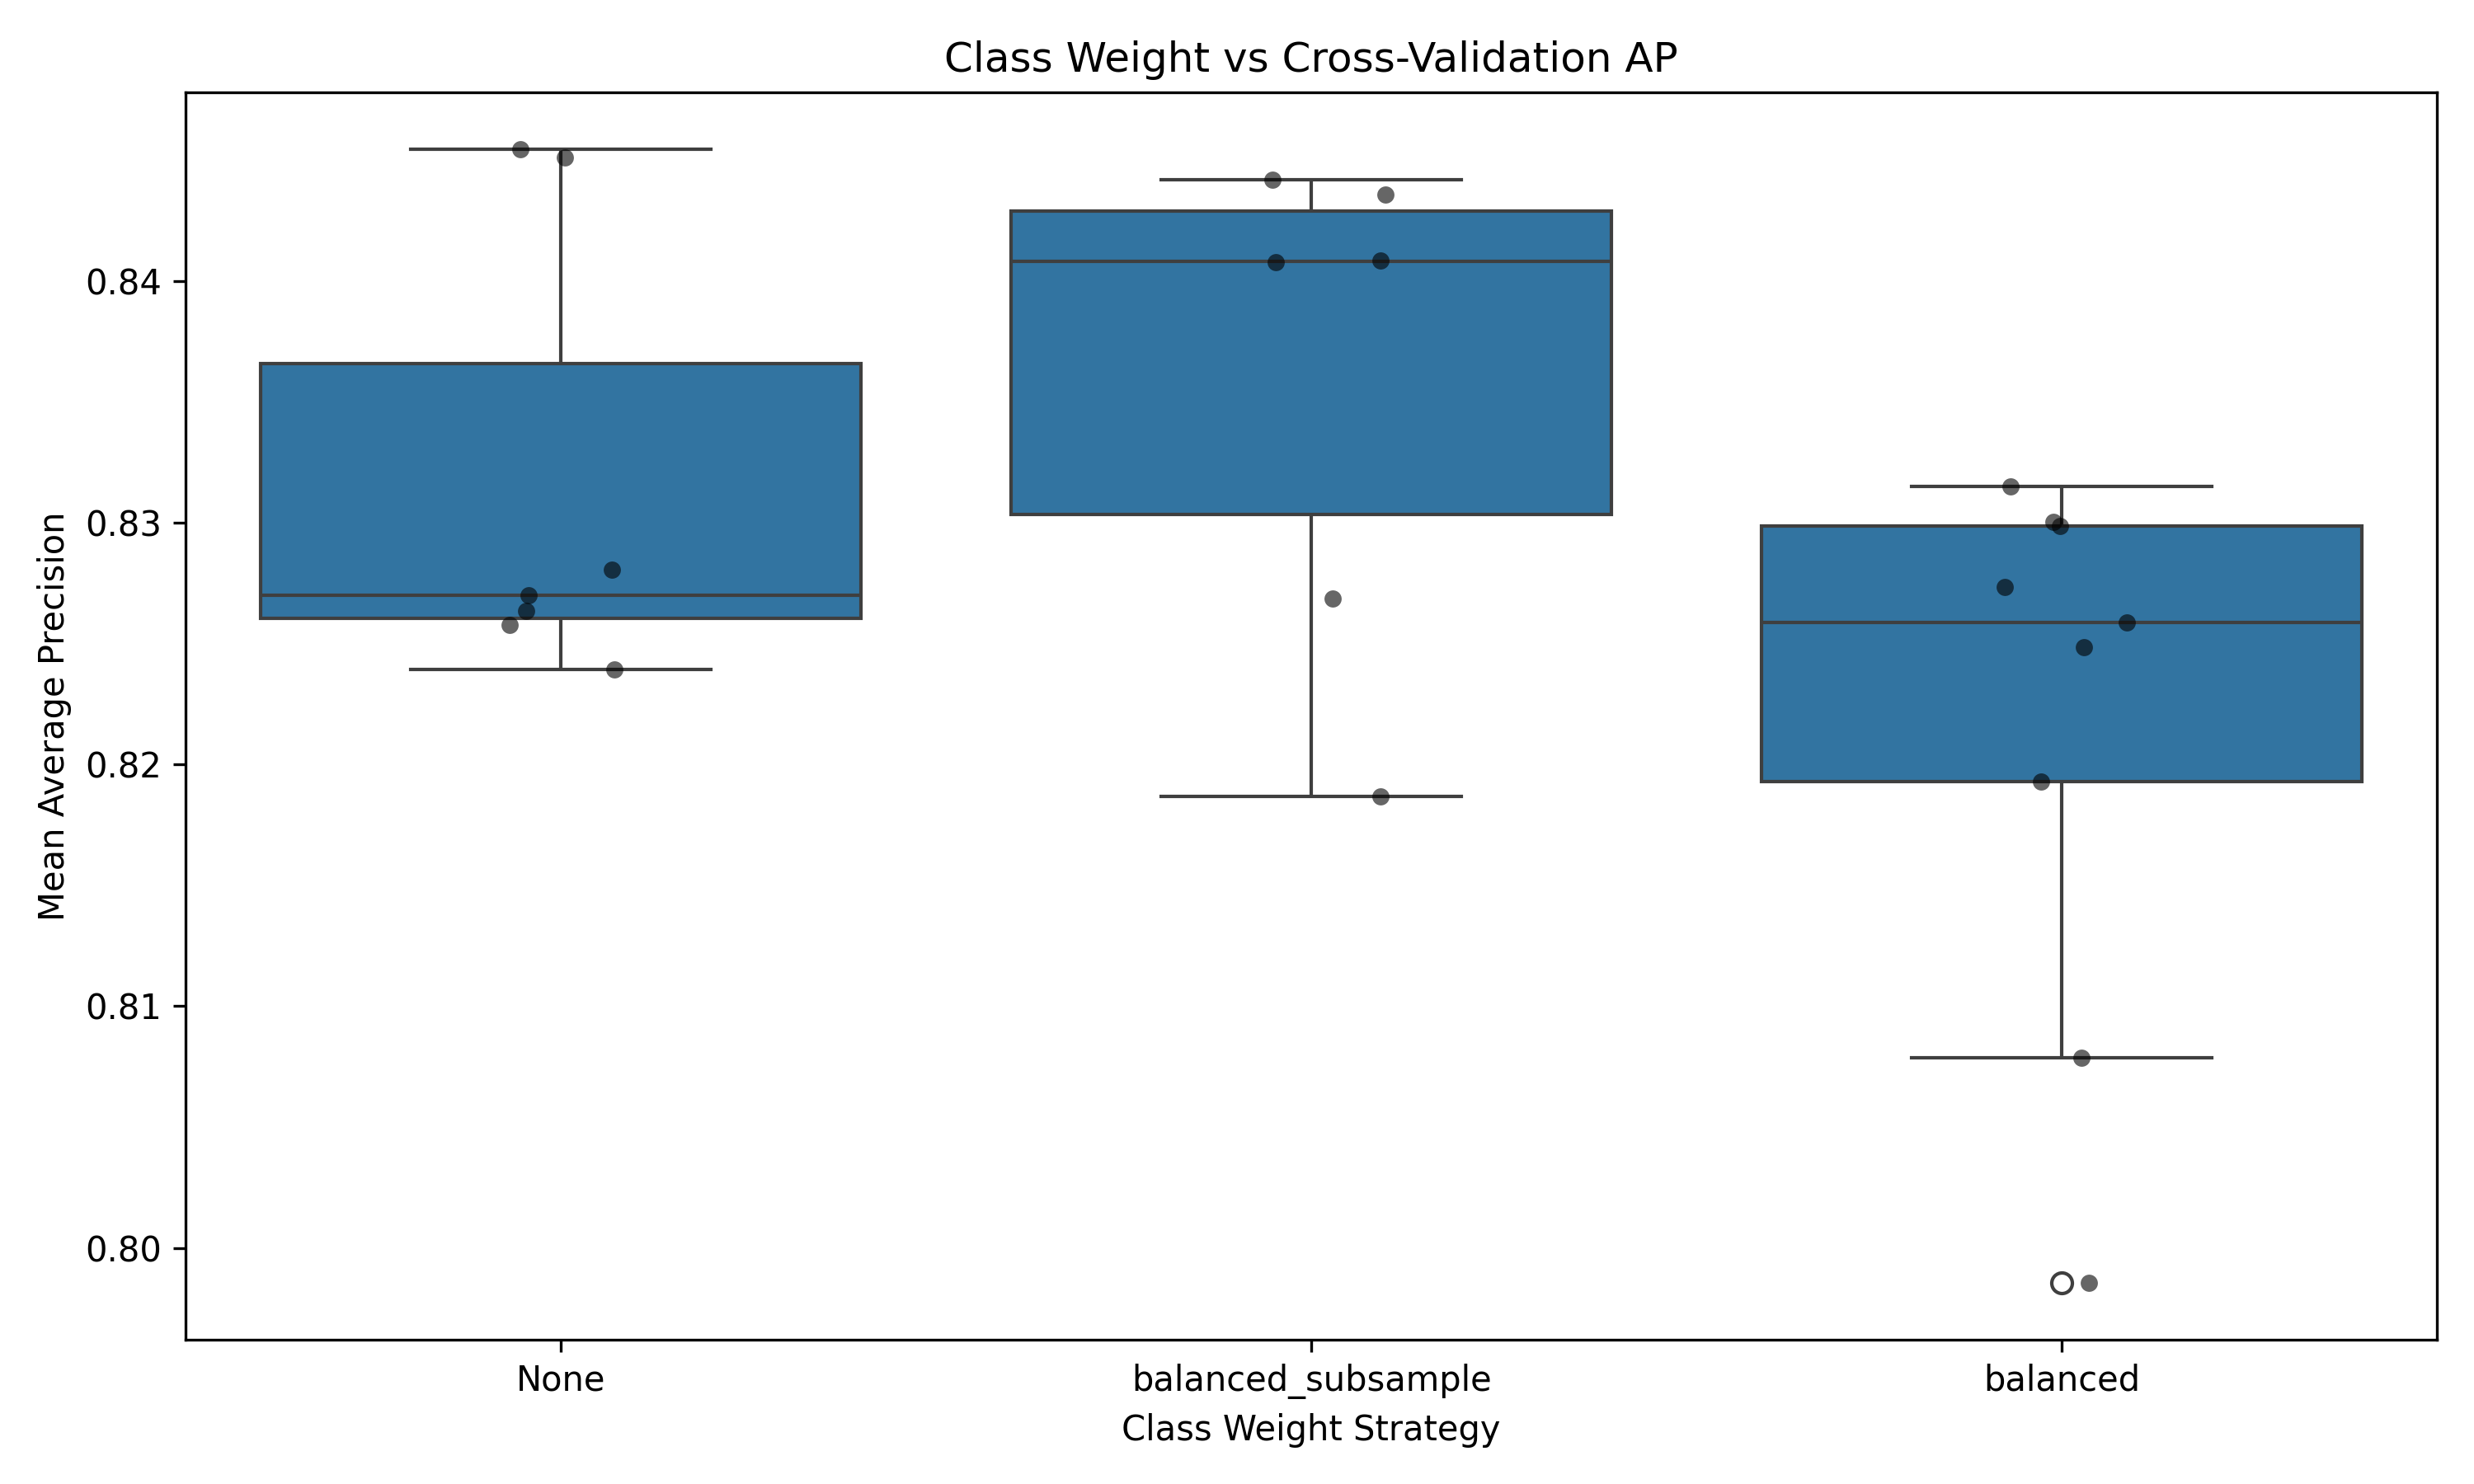 Class Weight vs Cross-Validation AP
Mean Average Precision
0.84
0.83
0.82
0.81
0.80
None
balanced_subsample
balanced
Class Weight Strategy